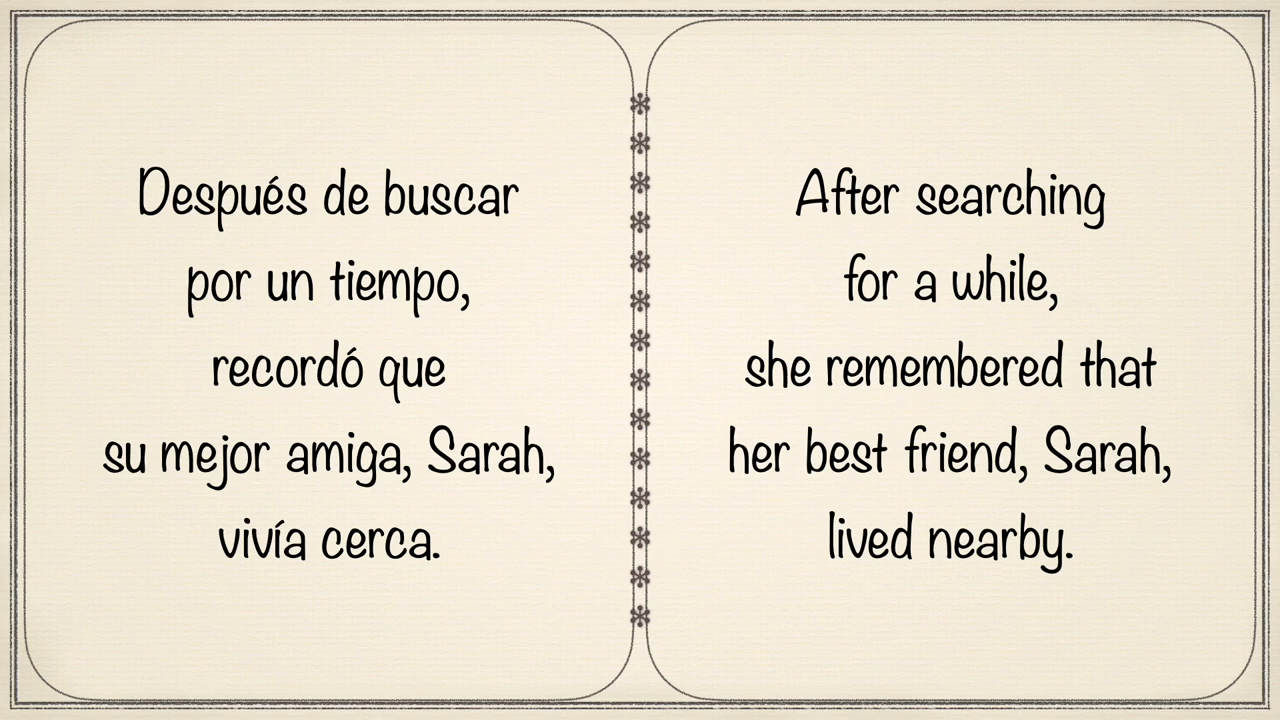 Después de buscar
por un tiempo,
recordó que
su mejor amiga, Sarah,
vivía cerca.
After searching
for a while,
she remembered that
her best friend, Sarah,
lived nearby.